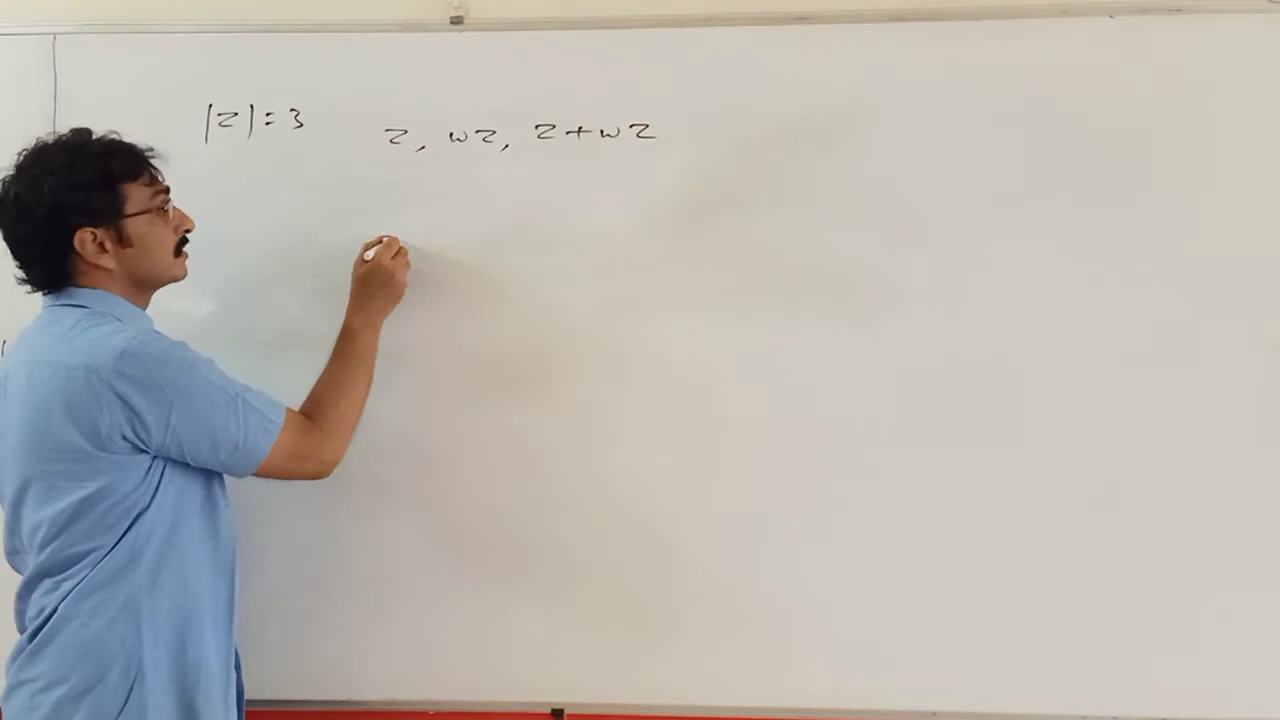 |z| = 3 z, wz, z+wz